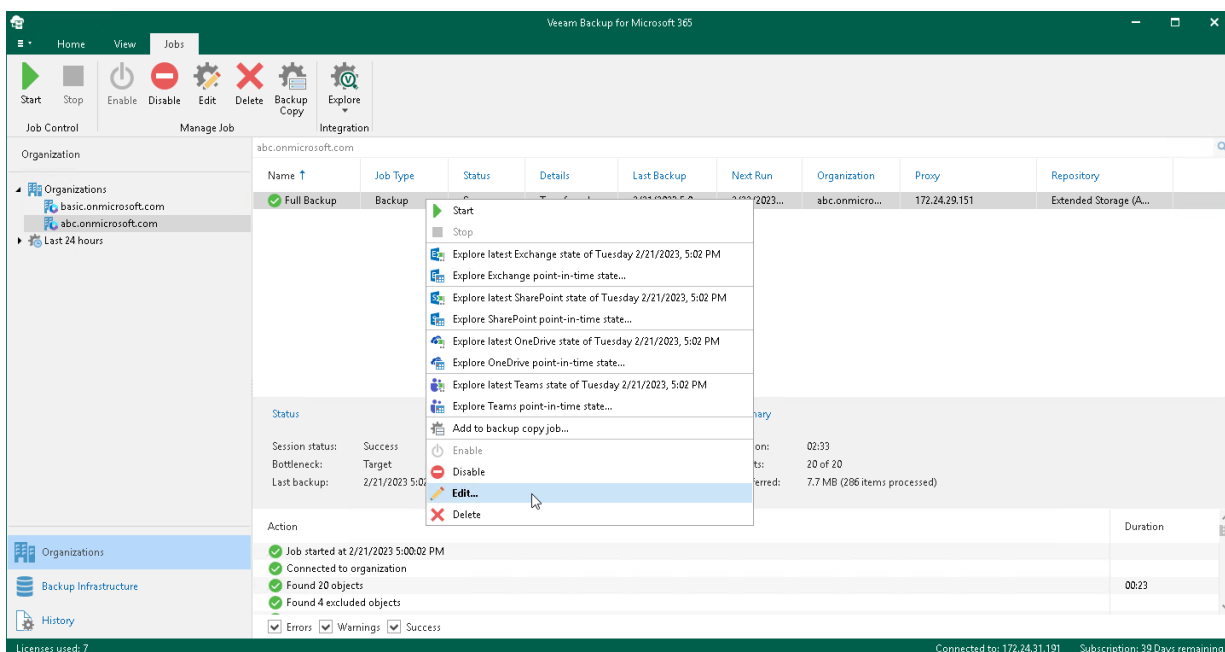 Veeam Backup for Microsoft 365
Home View Jobs
Start Stop Enable Disable Edit Delete Backup Copy Explore
Job Control Manage Job Integration
Organization
abc.onmicrosoft.com
Organizations
basic.onmicrosoft.com
abc.onmicrosoft.com
Last 24 hours
Name ↑ Job Type Status Details Last Backup Next Run Organization Proxy Repository
Full Backup Backup abc.onmicro... 172.24.29.151 Extended Storage (A...
Start
Stop
Explore latest Exchange state of Tuesday 2/21/2023, 5:02 PM
Explore Exchange point-in-time state...
Explore latest SharePoint state of Tuesday 2/21/2023, 5:02 PM
Explore SharePoint point-in-time state...
Explore latest OneDrive state of Tuesday 2/21/2023, 5:02 PM
Explore OneDrive point-in-time state...
Explore latest Teams state of Tuesday 2/21/2023, 5:02 PM
Explore Teams point-in-time state...
Add to backup copy job...
Enable
Disable
Edit...
Delete
Status
Session status: Success 02:33
Bottleneck: Target 20 of 20
Last backup: 2/21/2023 5:02 7.7 MB (286 items processed)
Action Duration
Job started at 2/21/2023 5:00:02 PM
Connected to organization
Found 20 objects 00:23
Found 4 excluded objects
Errors Warnings Success
Organizations
Backup Infrastructure
History
Licenses used: 7 Connected to: 172.24.31.191 Subscription: 39 Days remaining